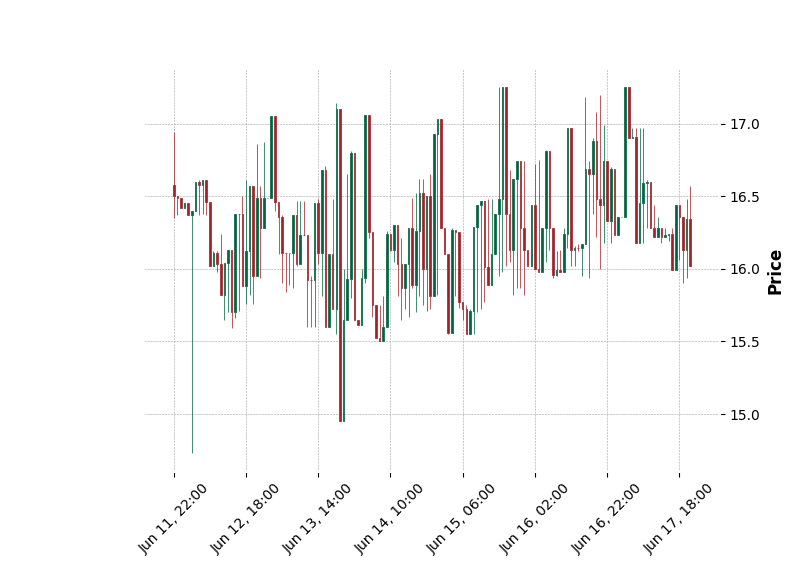 17.0
16.5
16.0
15.5
15.0
Price
Jun 11, 22:00
Jun 12, 18:00
Jun 13, 14:00
Jun 14, 10:00
Jun 15, 06:00
Jun 16, 02:00
Jun 16, 22:00
Jun 17, 18:00